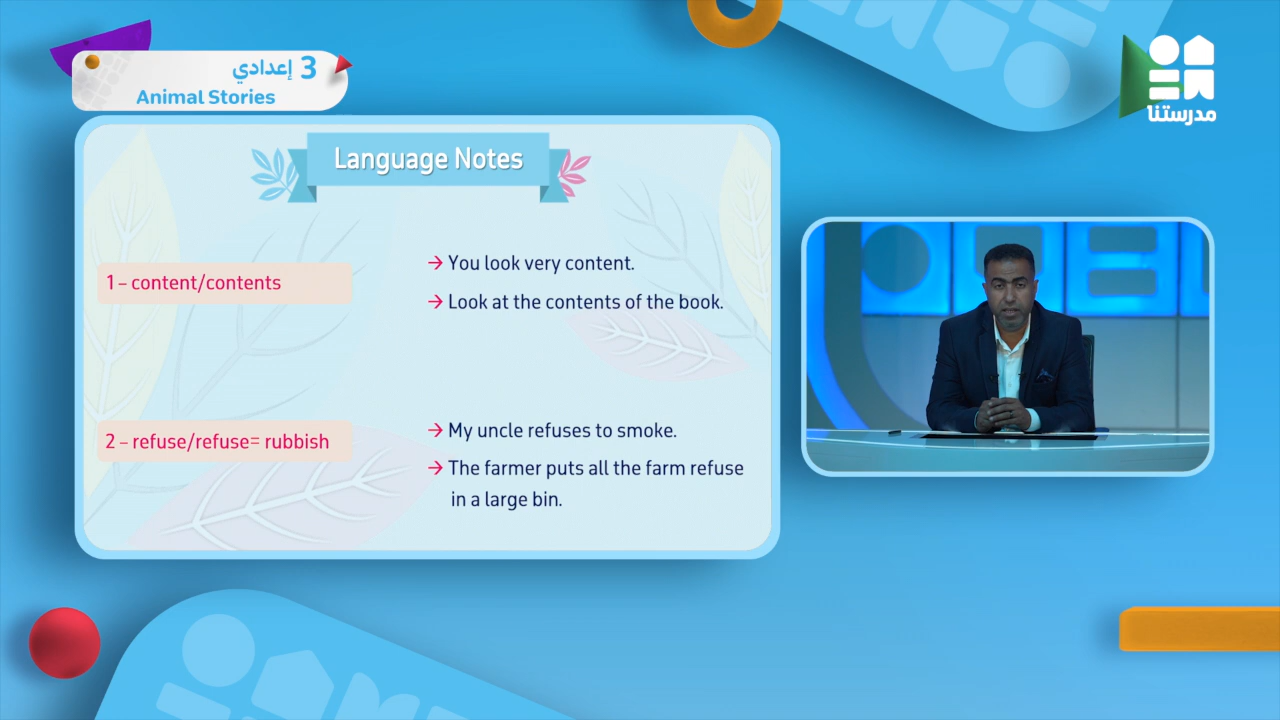 3 إعدادي
Animal Stories
مدرستنا
Language Notes
1 – content/contents
→ You look very content.
→ Look at the contents of the book.
2 – refuse/refuse= rubbish
→ My uncle refuses to smoke.
→ The farmer puts all the farm refuse
in a large bin.